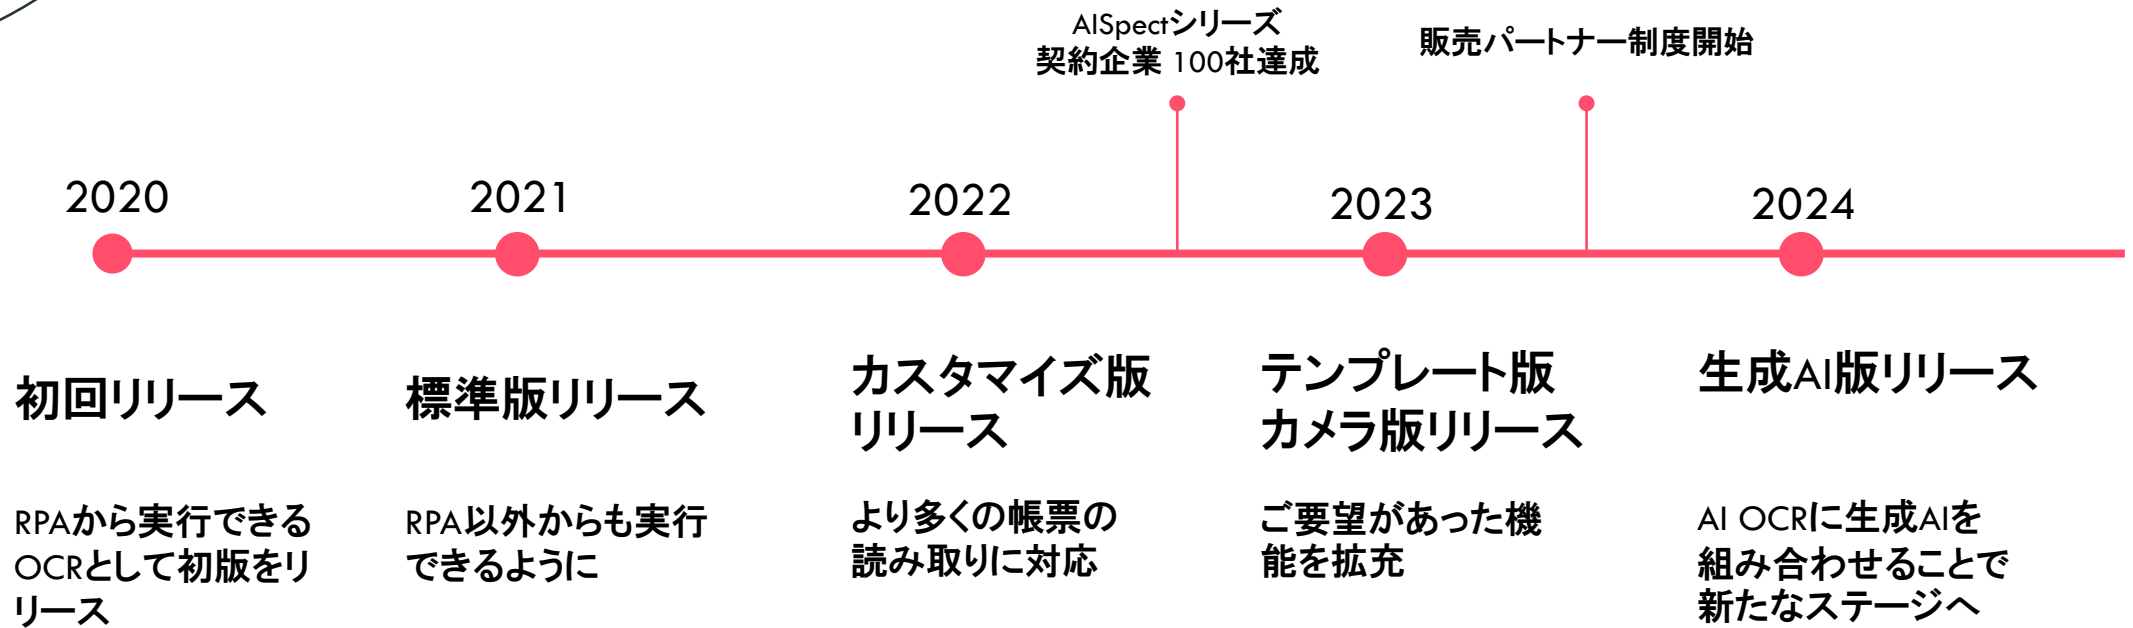 AISpectシリーズ
契約企業 100社達成
販売パートナー制度開始
2020
2021
2022
2023
2024
初回リリース
標準版リリース
カスタマイズ版
リリース
テンプレート版
カメラ版リリース
生成AI版リリース
RPAから実行できる
OCRとして初版をリ
リース
RPA以外からも実行
できるように
より多くの帳票の
読み取りに対応
ご要望があった機
能を拡充
AI OCRに生成AIを
組み合わせることで
新たなステージへ